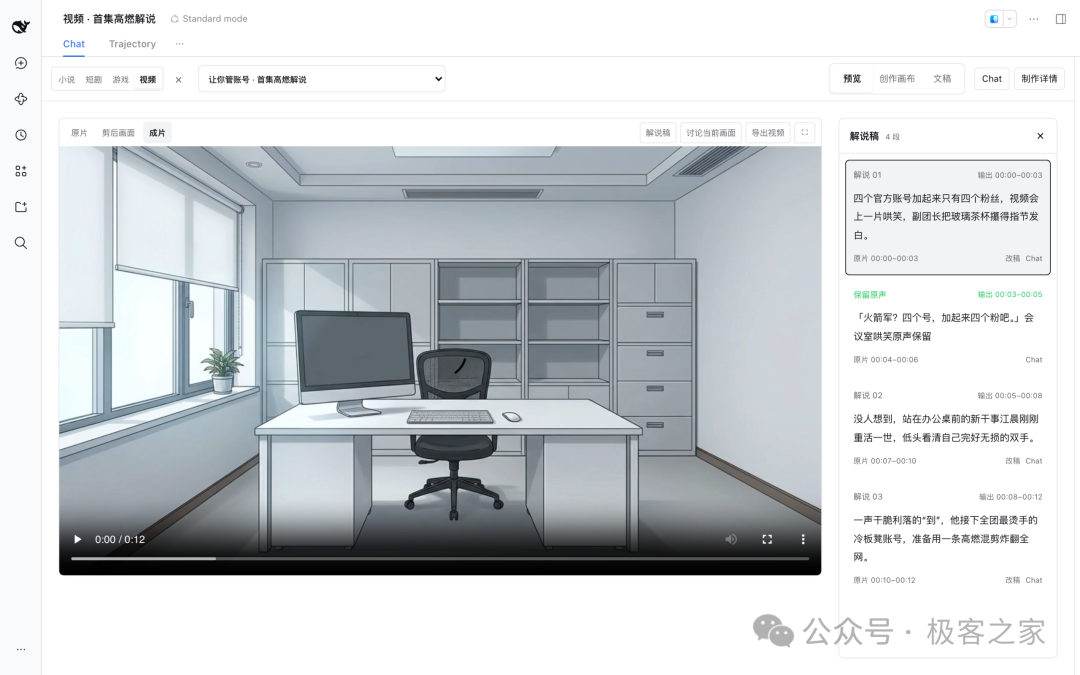 视频 · 首集高燃解说
Standard mode
Chat
Trajectory
···
小说
短剧
游戏
视频
×
让你管账号 · 首集高燃解说
预览
创作画布
文稿
Chat
制作详情
原片
剪后画面
成片
解说稿
讨论当前画面
导出视频
0:00 / 0:12
解说稿 4 段
×
解说 01
输出 00:00–00:03
四个官方账号加起来只有四个粉丝，视频会
上一片哄笑，副团长把玻璃茶杯攥得指节发
白。
原片 00:00–00:03
改稿 Chat
保留原声
输出 00:03–00:05
「火箭军？四个号，加起来四个粉吧。」会
议室哄笑原声保留
原片 00:04–00:06
Chat
解说 02
输出 00:05–00:08
没人想到，站在办公桌前的新干事江晨刚刚
重活一世，低头看清自己完好无损的双手。
原片 00:07–00:10
改稿 Chat
解说 03
输出 00:08–00:12
一声干脆利落的“到”，他接下全团最烫手的
冷板凳账号，准备用一条高燃混剪炸翻全
网。
原片 00:10–00:12
改稿 Chat
公众号 · 极客之家